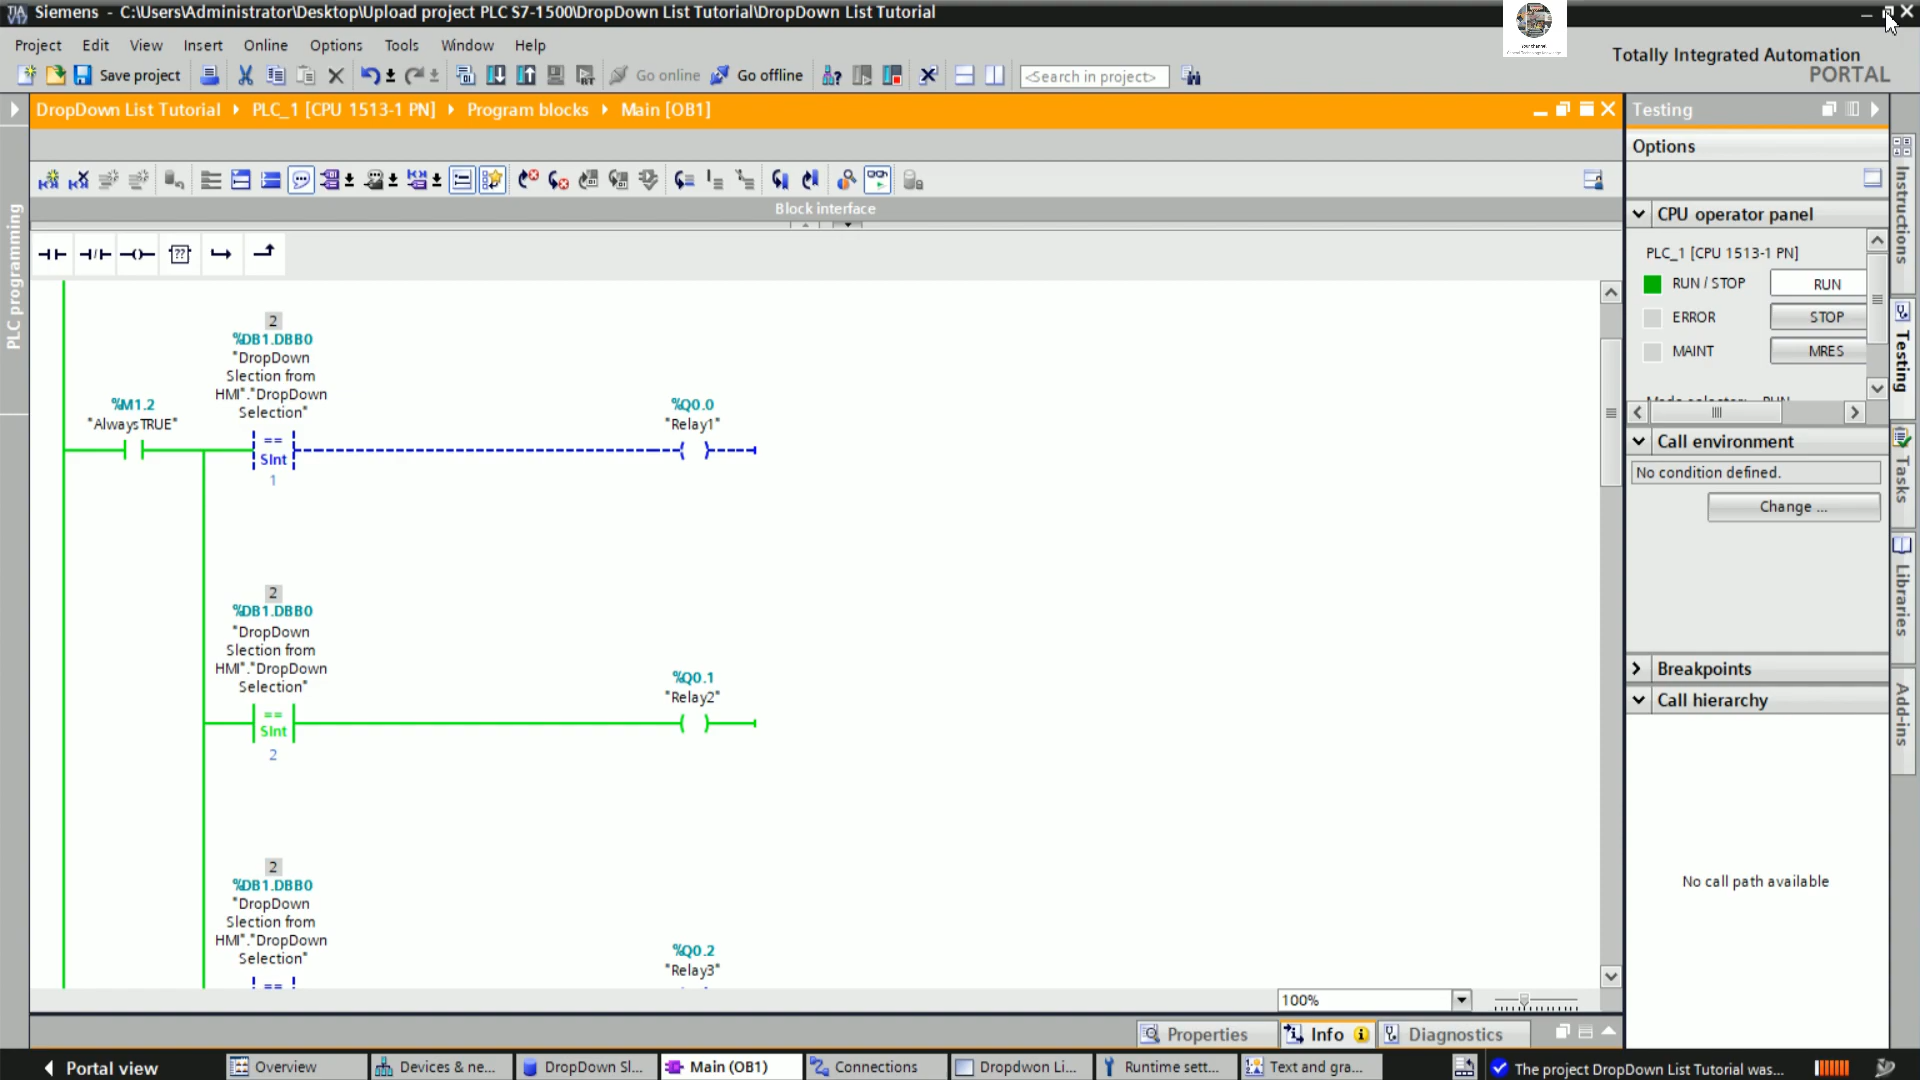 Siemens - C:\Users\Administrator\Desktop\Upload project PLC S7-1500\DropDown List Tutorial\DropDown List Tutorial
Project Edit View Insert Online Options Tools Window Help
Totally Integrated Automation
PORTAL
Save project
Go online
Go offline
<Search in project>
DropDown List Tutorial
PLC_1 [CPU 1513-1 PN]
Program blocks
Main [OB1]
Testing
Options
Block interface
??
PLC programming
CPU operator panel
PLC_1 [CPU 1513-1 PN]
RUN / STOP
RUN
ERROR
STOP
MAINT
MRES
Call environment
No condition defined.
Change ...
Breakpoints
Call hierarchy
No call path available
Instructions
Testing
Tasks
Libraries
Add-ins
2
%DB1.DBB0
"DropDown
Slection from
HMI"."DropDown
Selection"
%M1.2
"AlwaysTRUE"
%Q0.0
"Relay1"
==
SInt
1
2
%DB1.DBB0
"DropDown
Slection from
HMI"."DropDown
Selection"
%Q0.1
"Relay2"
==
SInt
2
2
%DB1.DBB0
"DropDown
Slection from
HMI"."DropDown
Selection"
%Q0.2
"Relay3"
==
100%
Properties
Info
Diagnostics
Portal view
Overview
Devices & ne...
DropDown Sl...
Main (OB1)
Connections
Dropdwon Li...
Runtime sett...
Text and gra...
The project DropDown List Tutorial was...